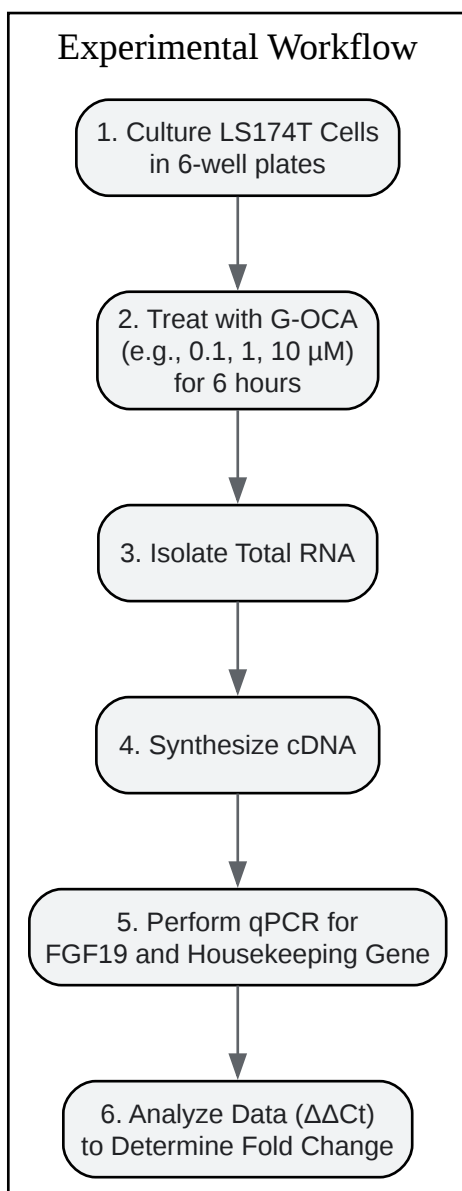 Experimental Workflow
1. Culture LS174T Cells
in 6-well plates
2. Treat with G-OCA
(e.g., 0.1, 1, 10 µM)
for 6 hours
3. Isolate Total RNA
4. Synthesize cDNA
5. Perform qPCR for
FGF19 and Housekeeping Gene
6. Analyze Data (ΔΔCt)
to Determine Fold Change